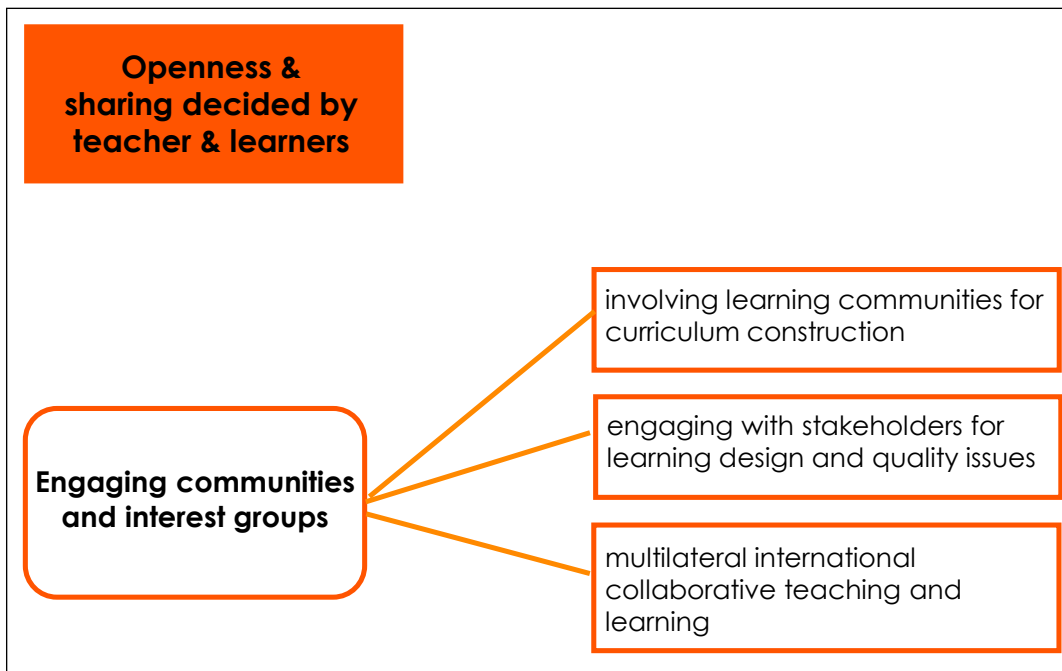 Openness &
sharing decided by
teacher & learners
involving learning communities for
curriculum construction
engaging with stakeholders for
learning design and quality issues
Engaging communities
and interest groups
multilateral international
collaborative teaching and
learning